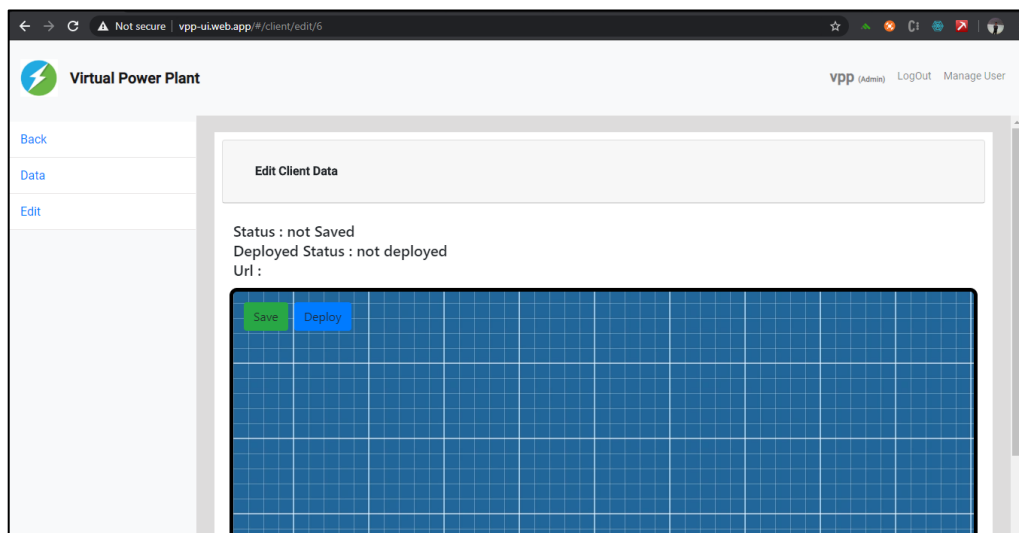 Not secure | vpp-ui.web.app/#/client/edit/6
Virtual Power Plant
vpp (Admin) LogOut Manage User
Back
Data
Edit
Edit Client Data
Status : not Saved
Deployed Status : not deployed
Url :
Save Deploy